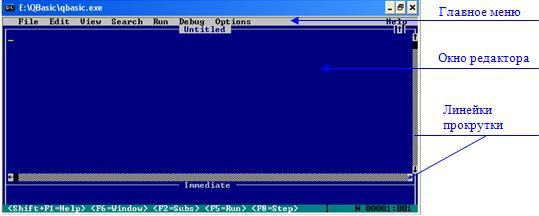 E:\QBasic\qbasic.exe
File Edit View Search Run Debug Options Help
Untitled
Главное меню
Окно редактора
Линейки
прокрутки
Immediate
<Shift+F1=Help> <F6=Window> <F2=Subs> <F5=Run> <F8=Step> N 00001:001